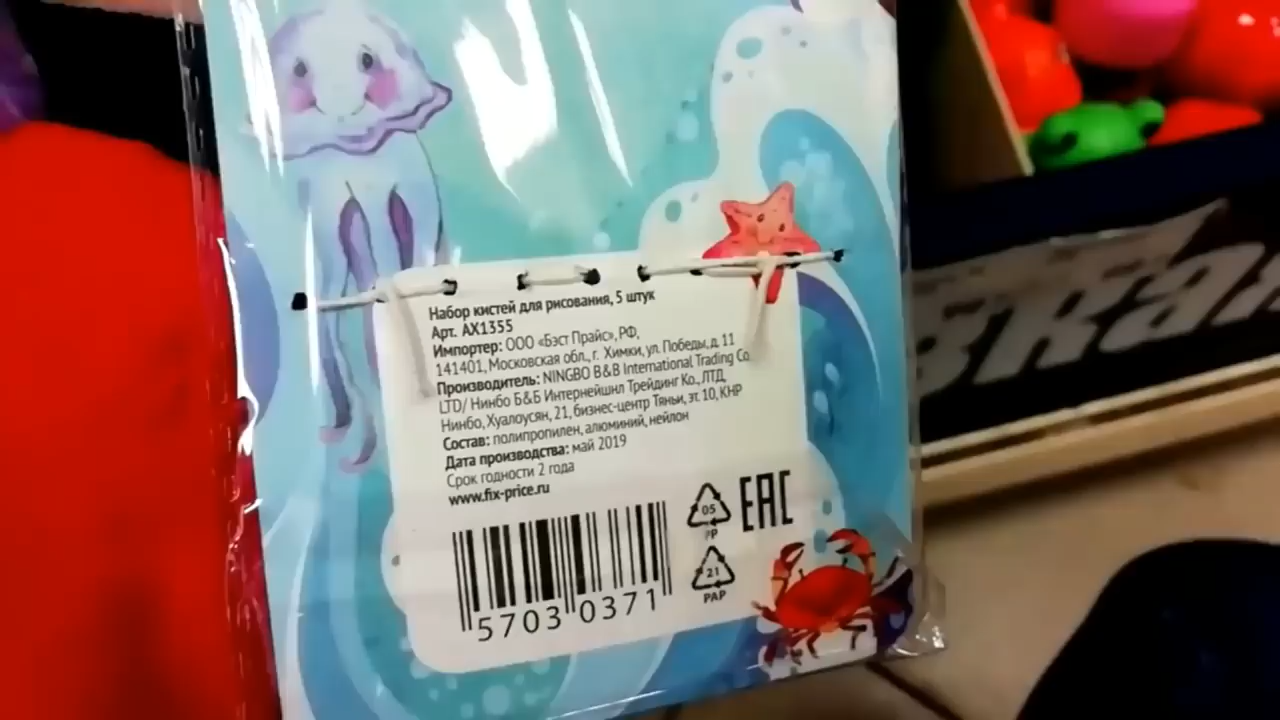 Набор кистей для рисования, 5 штук
Арт. AX1355
Импортер: ООО «Бэст Прайс», РФ,
141401, Московская обл., г. Химки, ул. Победы, д. 11
Производитель: NINGBO B&B International Trading Co
LTD/ Нинбо Б&Б Интернейшнл Трейдинг Ко., ЛТД,
Нинбо, Хуалоусян, 21, бизнес-центр Тяньи, эт. 10, КНР
Состав: полипропилен, алюминий, нейлон
Дата производства: май 2019
Срок годности 2 года
www.fix-price.ru
05
PP
EAC
21
PAP
5703 0371